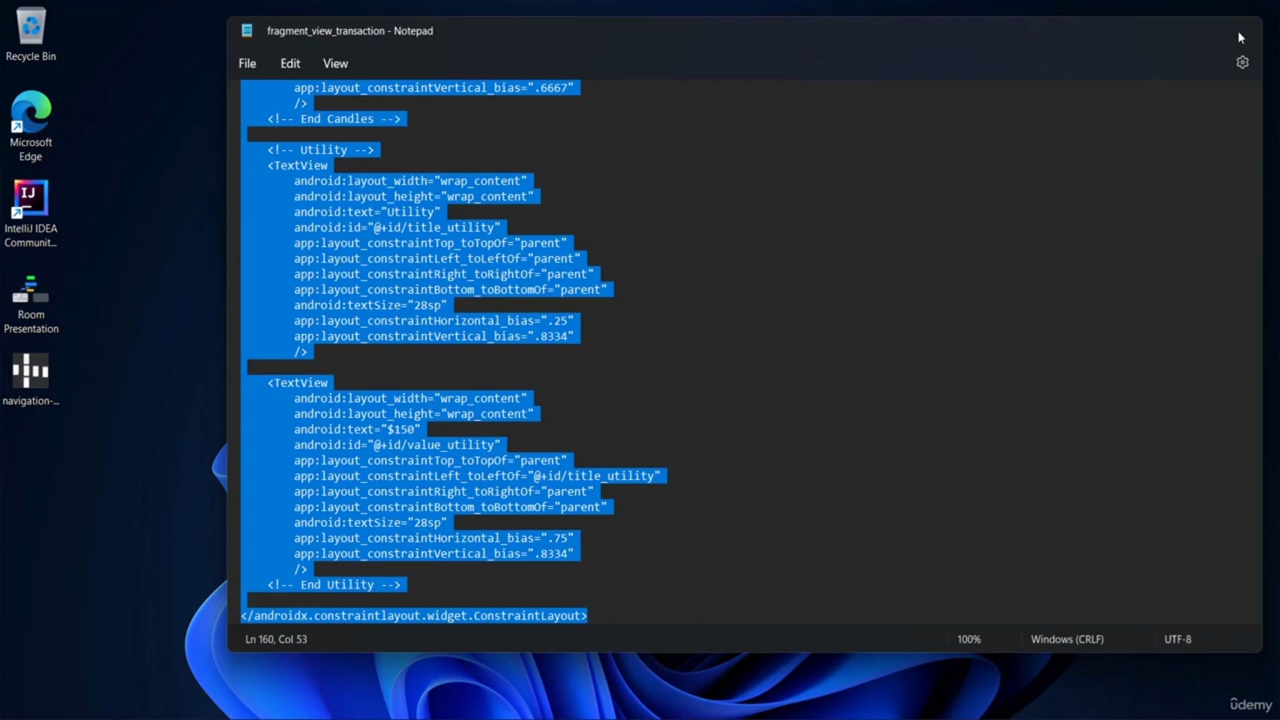 Recycle Bin
Microsoft
Edge
IntelliJ IDEA
Communit...
Room
Presentation
navigation-...
fragment_view_transaction - Notepad
File Edit View
app:layout_constraintVertical_bias=".6667"
/>
<!-- End Candles -->
<!-- Utility -->
<TextView
android:layout_width="wrap_content"
android:layout_height="wrap_content"
android:text="Utility"
android:id="@+id/title_utility"
app:layout_constraintTop_toTopOf="parent"
app:layout_constraintLeft_toLeftOf="parent"
app:layout_constraintRight_toRightOf="parent"
app:layout_constraintBottom_toBottomOf="parent"
android:textSize="28sp"
app:layout_constraintHorizontal_bias=".25"
app:layout_constraintVertical_bias=".8334"
/>
<TextView
android:layout_width="wrap_content"
android:layout_height="wrap_content"
android:text="$150"
android:id="@+id/value_utility"
app:layout_constraintTop_toTopOf="parent"
app:layout_constraintLeft_toLeftOf="@+id/title_utility"
app:layout_constraintRight_toRightOf="parent"
app:layout_constraintBottom_toBottomOf="parent"
android:textSize="28sp"
app:layout_constraintHorizontal_bias=".75"
app:layout_constraintVertical_bias=".8334"
/>
<!-- End Utility -->
</androidx.constraintlayout.widget.ConstraintLayout>
Ln 160, Col 53 100% Windows (CRLF) UTF-8
IJ
ûdemy